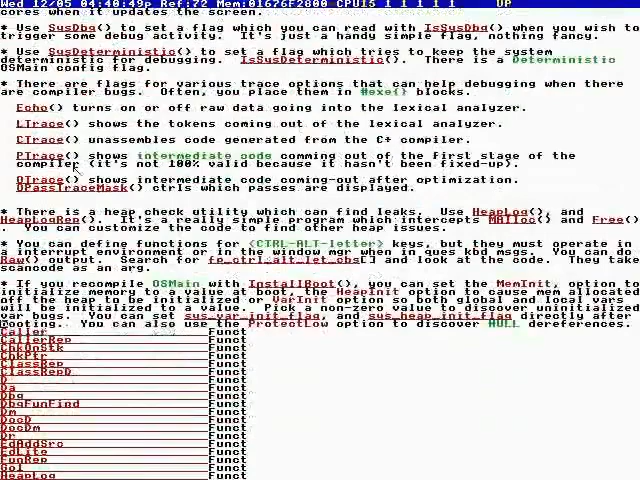 Wed 12/05 04:40:49p Ref:72 Mem:01676F2800 CPU15 1 1 1 1 1 UP
cores when it updates the screen.
* Use SysDbg() to set a flag which you can read with IsSysDbg() when you wish to
trigger some debug activity. It's just a handy simple flag, nothing fancy.
* Use SysDeterministic() to set a flag which tries to keep the system
deterministic for debugging. IsSysDeterministic(). There is a Deterministic
OSMain config flag.
* There are flags for various trace options that can help debugging when there
are compiler bugs. Often, you place them in #exe{} blocks.
Echo() turns on or off raw data going into the lexical analyzer.
LTrace() shows the tokens coming out of the lexical analyzer.
CTrace() unassembles code generated from the C+ compiler.
PTrace() shows intermediate code comming out of the first stage of the
compiler (it's not 100% valid because it hasn't been fixed-up).
OTrace() shows intermediate code coming-out after optimization.
OPassTraceMask() ctrls which passes are displayed.
* There is a heap check utility which can find leaks. Use HeapLog(), and
HeapLogRep(). It's a really simple program which intercepts MAlloc() and Free()
. You can customize the code to find other heap issues.
* You can define functions for <CTRL-ALT-letter> keys, but they must operate in
a interrupt environment or in the window mgr when in ques kbd msgs. You can do
Raw() output. Search for fp_ctrl_alt_let_cbs[] and look at the code. They take
scancode as an arg.
* If you recompile OSMain with InstallBoot(), you can set the MemInit, option to
initialize memory to a value at boot, the HeapInit option to cause mem allocated
off the heap to be initialized or VarInit option so both global and local vars
will be initialized to a value. Pick a non-zero value to discover uninitialized
var bugs. You can set sys_var_init_flag, and sys_heap_init_flag directly after
booting. You can also use the ProtectLow option to discover NULL dereferences.
Caller Funct
CallerRep Funct
ChkOnStk Funct
ChkPtr Funct
ClassRep Funct
ClassRepD Funct
D Funct
Da Funct
Dbg Funct
DbgFunFind Funct
Dm Funct
DocD Funct
DocDm Funct
Dr Funct
EdAddSrc Funct
EdLite Funct
FunRep Funct
GoI Funct
HeapLog Funct